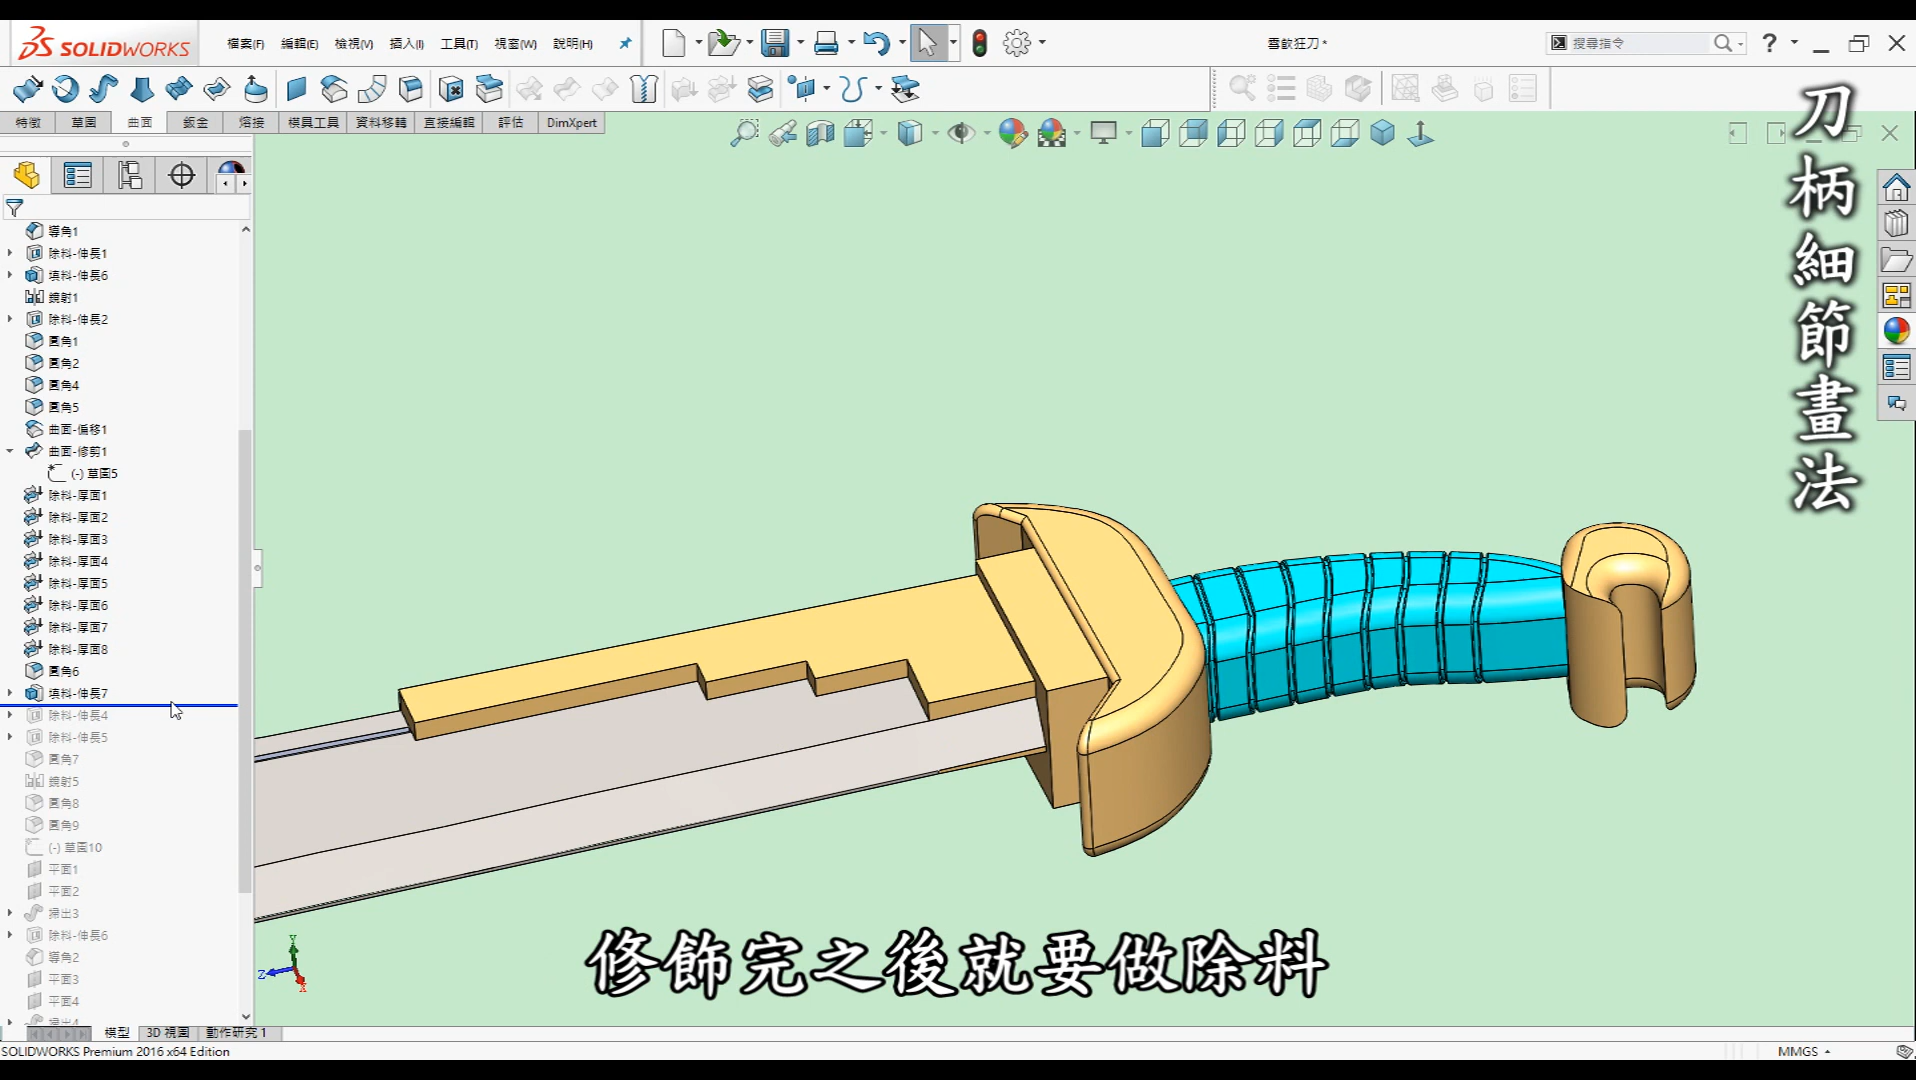 SOLIDWORKS
檔案(F) 編輯(E) 檢視(V) 插入(I) 工具(T) 視窗(W) 說明(H)
雪飲狂刀 *
搜尋指令
特徵 草圖 曲面 鈑金 熔接 模具工具 資料移轉 直接編輯 評估 DimXpert
刀柄細節畫法
導角1
除料-伸長1
填料-伸長6
鏡射1
除料-伸長2
圓角1
圓角2
圓角4
圓角5
曲面-偏移1
曲面-修剪1
(-) 草圖5
除料-厚面1
除料-厚面2
除料-厚面3
除料-厚面4
除料-厚面5
除料-厚面6
除料-厚面7
除料-厚面8
圓角6
填料-伸長7
除料-伸長4
除料-伸長5
圓角7
鏡射5
圓角8
圓角9
(-) 草圖10
平面1
平面2
掃出3
除料-伸長6
導角2
平面3
平面4
掃出4
Y
Z
X
修飾完之後就要做除料
模型 3D 視圖 動作研究 1
SOLIDWORKS Premium 2016 x64 Edition
MMGS